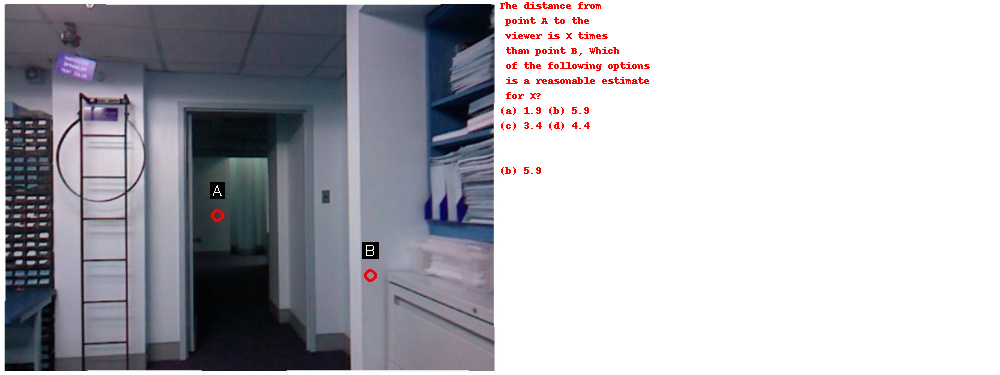 A
B
The distance from
point A to the
viewer is X times
than point B, Which
of the following options
is a reasonable estimate
for X?
(a) 1.9 (b) 5.9
(c) 3.4 (d) 4.4
(b) 5.9